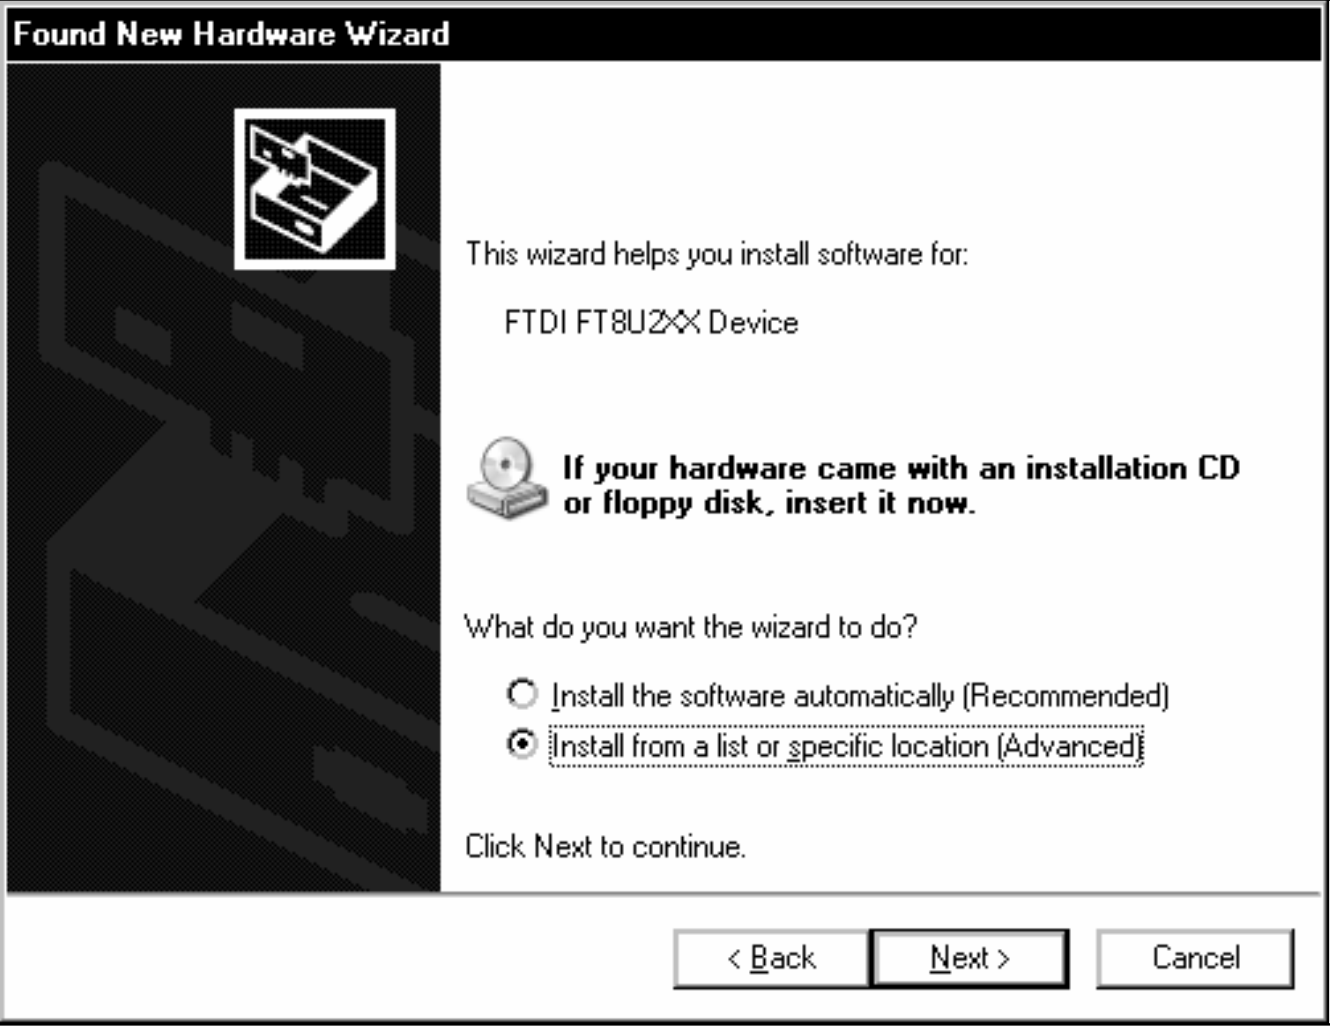 Found New Hardware Wizard
This wizard helps you install software for:
FTDI FT8U2XX Device
If your hardware came with an installation CD
or floppy disk, insert it now.
What do you want the wizard to do?
Install the software automatically (Recommended)
Install from a list or specific location (Advanced)
Click Next to continue.
< Back
Next >
Cancel